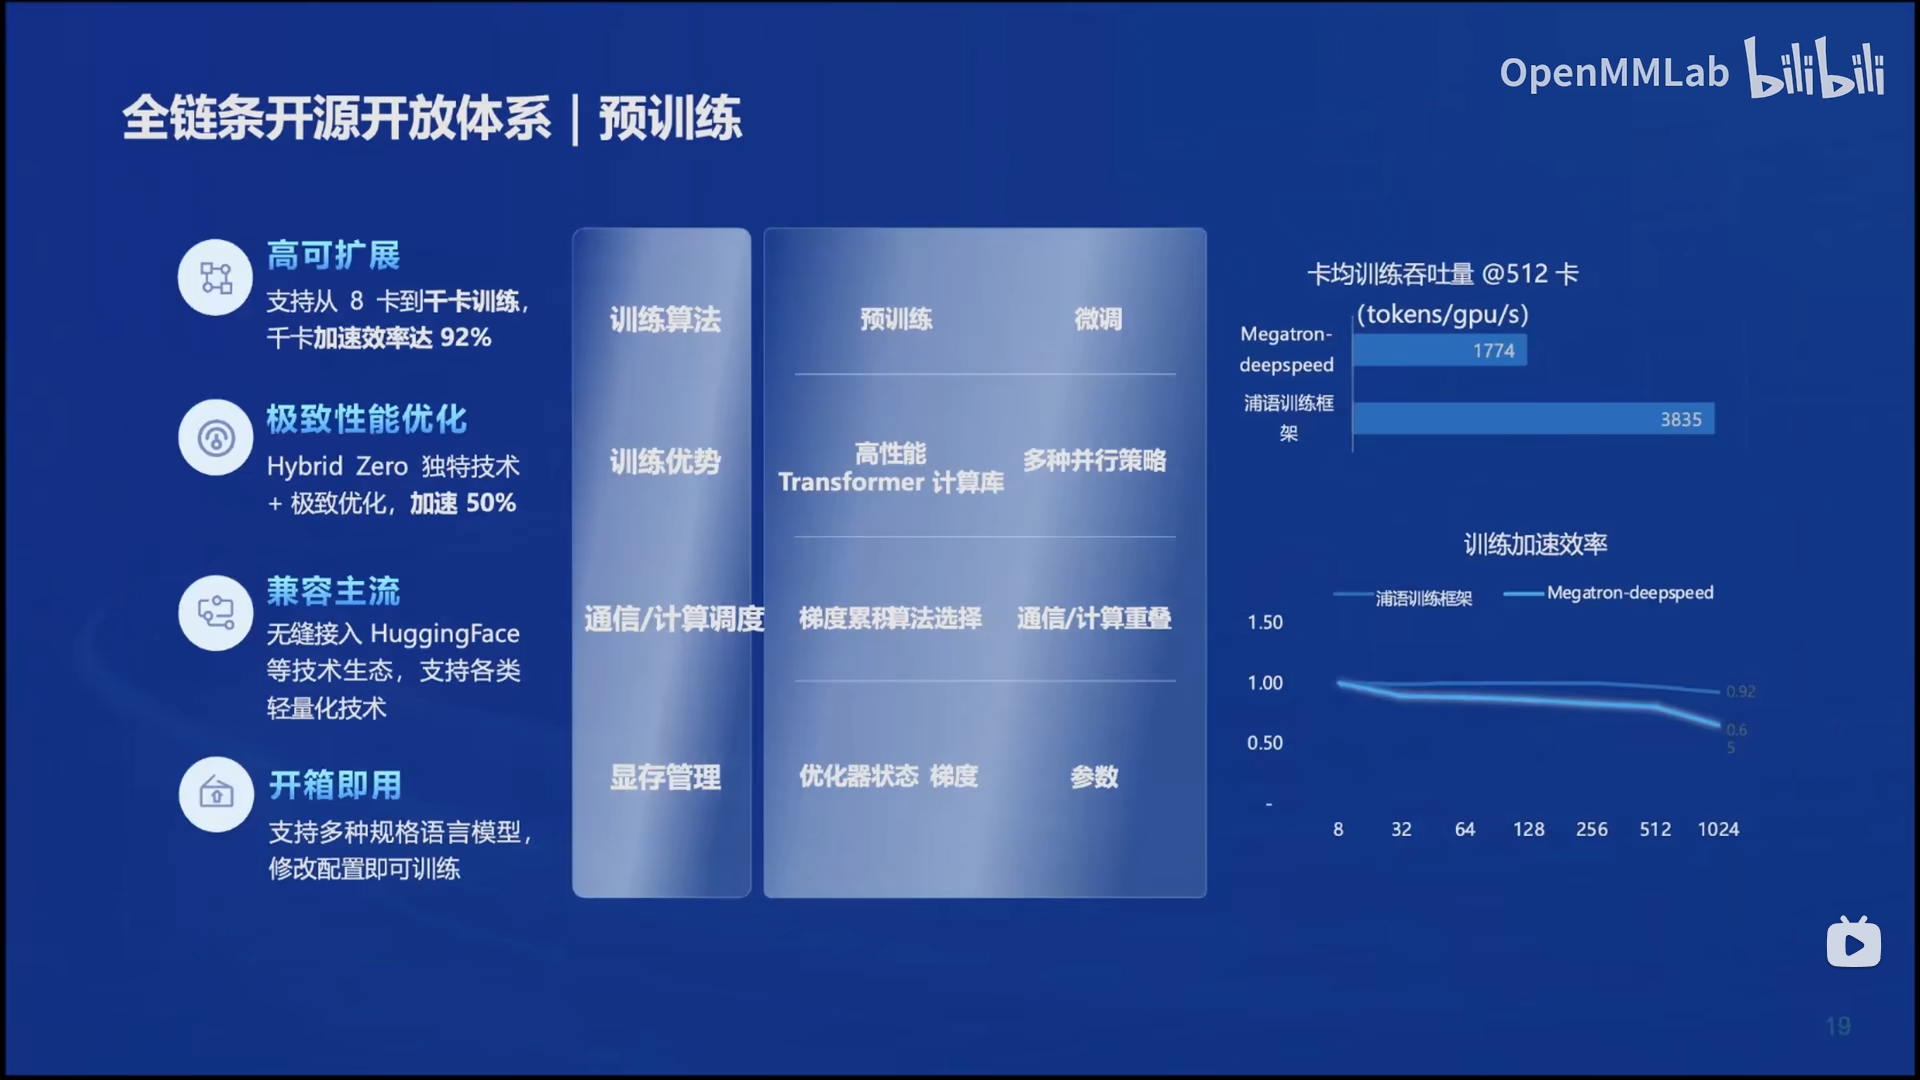 OpenMMLab bilibili
全链条开源开放体系 | 预训练
高可扩展
支持从 8 卡到千卡训练，
千卡加速效率达 92%
极致性能优化
Hybrid Zero 独特技术
+ 极致优化，加速 50%
兼容主流
无缝接入 HuggingFace
等技术生态，支持各类
轻量化技术
开箱即用
支持多种规格语言模型，
修改配置即可训练
训练算法
预训练 微调
训练优势
高性能
Transformer 计算库
多种并行策略
通信/计算调度
梯度累积 算法选择 通信/计算重叠
显存管理
优化器状态 梯度 参数
卡均训练吞吐量 @512 卡
(tokens/gpu/s)
Megatron-
deepspeed
1774
浦语训练框
架
3835
训练加速效率
浦语训练框架 Megatron-deepspeed
1.50
1.00
0.50
-
0.92
0.6
5
8 32 64 128 256 512 1024
19